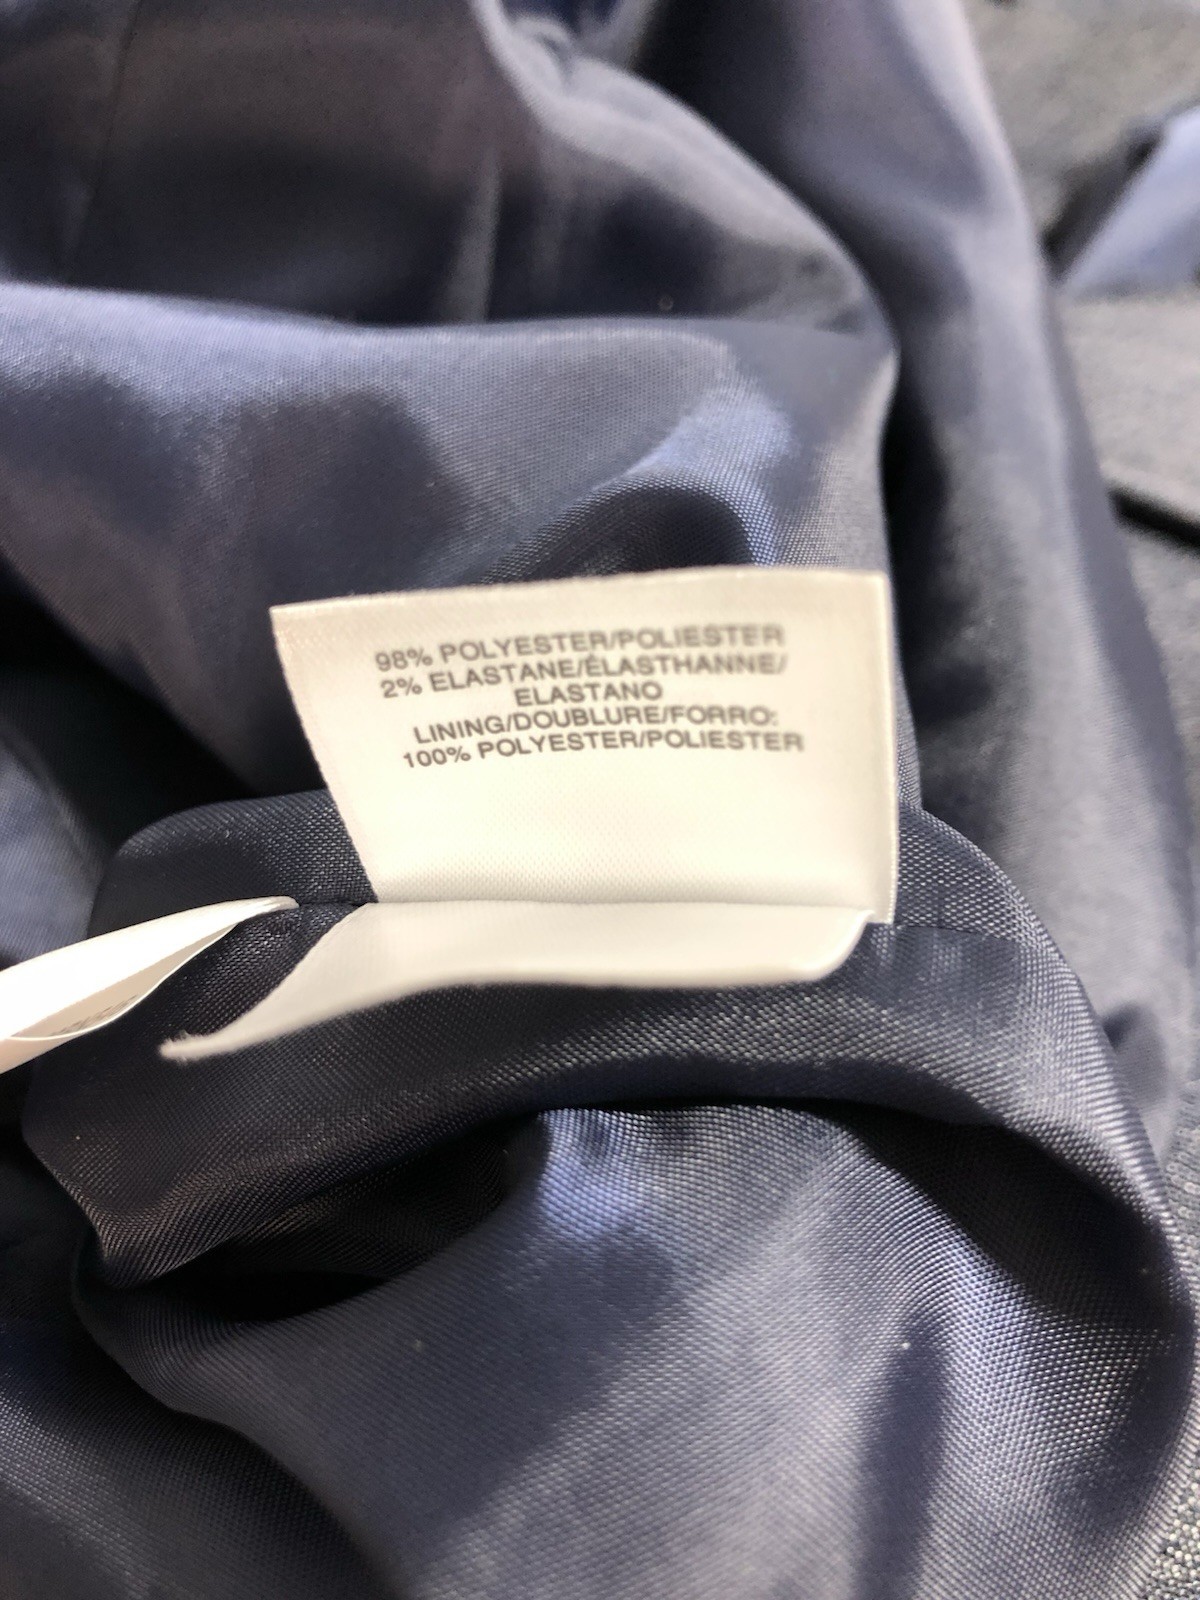 98% POLYESTER/POLIESTER
2% ELASTANE/ÉLASTHANNE/
ELASTANO
LINING/DOUBLURE/FORRO:
100% POLYESTER/POLIESTER